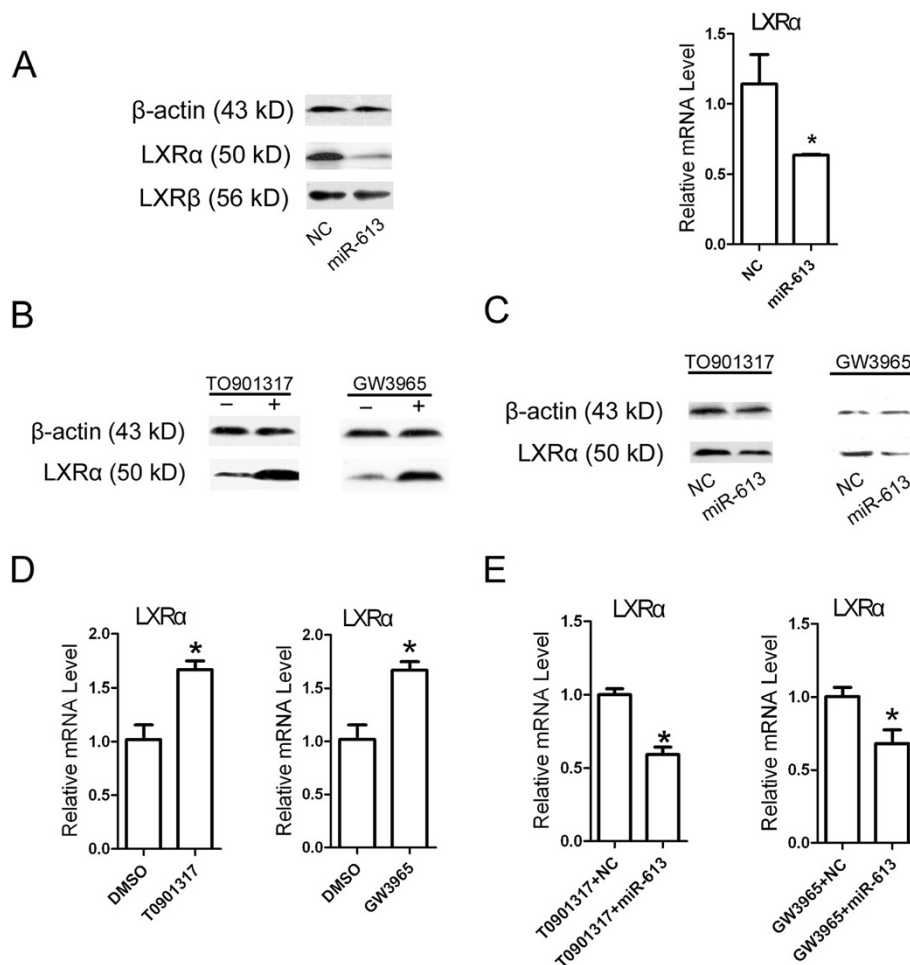 A
β-actin (43 kD)
LXRα (50 kD)
LXRβ (56 kD)
NC
miR-613
LXRα
Relative mRNA Level
1.5
1.0
0.5
0.0
*
NC
miR-613
B
TO901317
GW3965
– +
– +
β-actin (43 kD)
LXRα (50 kD)
C
TO901317
GW3965
β-actin (43 kD)
LXRα (50 kD)
NC
miR-613
NC
miR-613
D
LXRα
Relative mRNA Level
2.0
1.5
1.0
0.5
0.0
*
DMSO
T0901317
LXRα
Relative mRNA Level
2.0
1.5
1.0
0.5
0.0
*
DMSO
GW3965
E
LXRα
Relative mRNA Level
1.5
1.0
0.5
0.0
*
T0901317+NC
T0901317+miR-613
LXRα
Relative mRNA Level
1.5
1.0
0.5
0.0
*
GW3965+NC
GW3965+miR-613